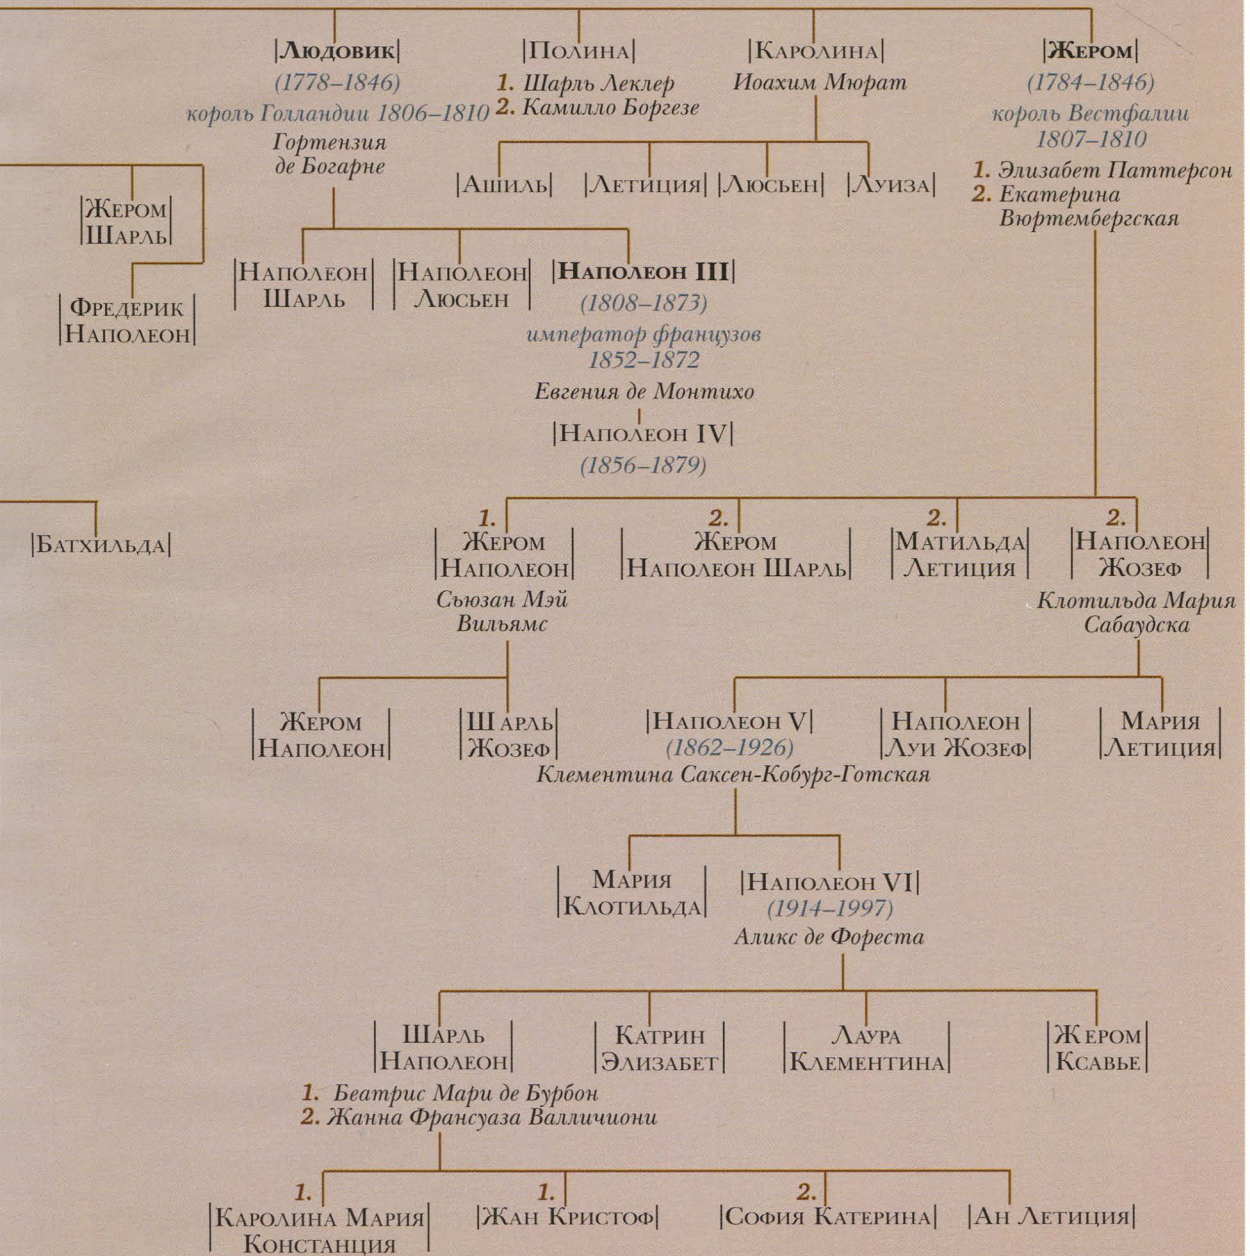 Людовик
(1778–1846)
король Голландии 1806–1810
Гортензия
де Богарне
Полина
1. Шарль Леклер
2. Камилло Боргезе
Каролина
Иоахим Мюрат
Жером
(1784–1846)
король Вестфалии
1807–1810
1. Элизабет Паттерсон
2. Екатерина
Вюртембергская
Ашиль
Летиция
Люсьен
Луиза
Жером
Шарль
Фредерик
Наполеон
Наполеон
Шарль
Наполеон
Люсьен
Наполеон III
(1808–1873)
император французов
1852–1872
Евгения де Монтихо
Наполеон IV
(1856–1879)
Батхильда
1.
Жером
Наполеон
Сьюзан Мэй
Вильямс
2.
Жером
Наполеон Шарль
2.
Матильда
Летиция
2.
Наполеон
Жозеф
Клотильда Мария
Сабаудска
Жером
Наполеон
Шарль
Жозеф
Наполеон V
(1862–1926)
Клементина Саксен-Кобург-Готская
Наполеон
Луи Жозеф
Мария
Летиция
Мария
Клотильда
Наполеон VI
(1914–1997)
Аликс де Фореста
Шарль
Наполеон
1. Беатрис Мари де Бурбон
2. Жанна Франсуаза Валличиони
Катрин
Элизабет
Лаура
Клементина
Жером
Ксавье
1.
Каролина Мария
Констанция
1.
Жан Кристоф
2.
София Катерина
Ан Летиция